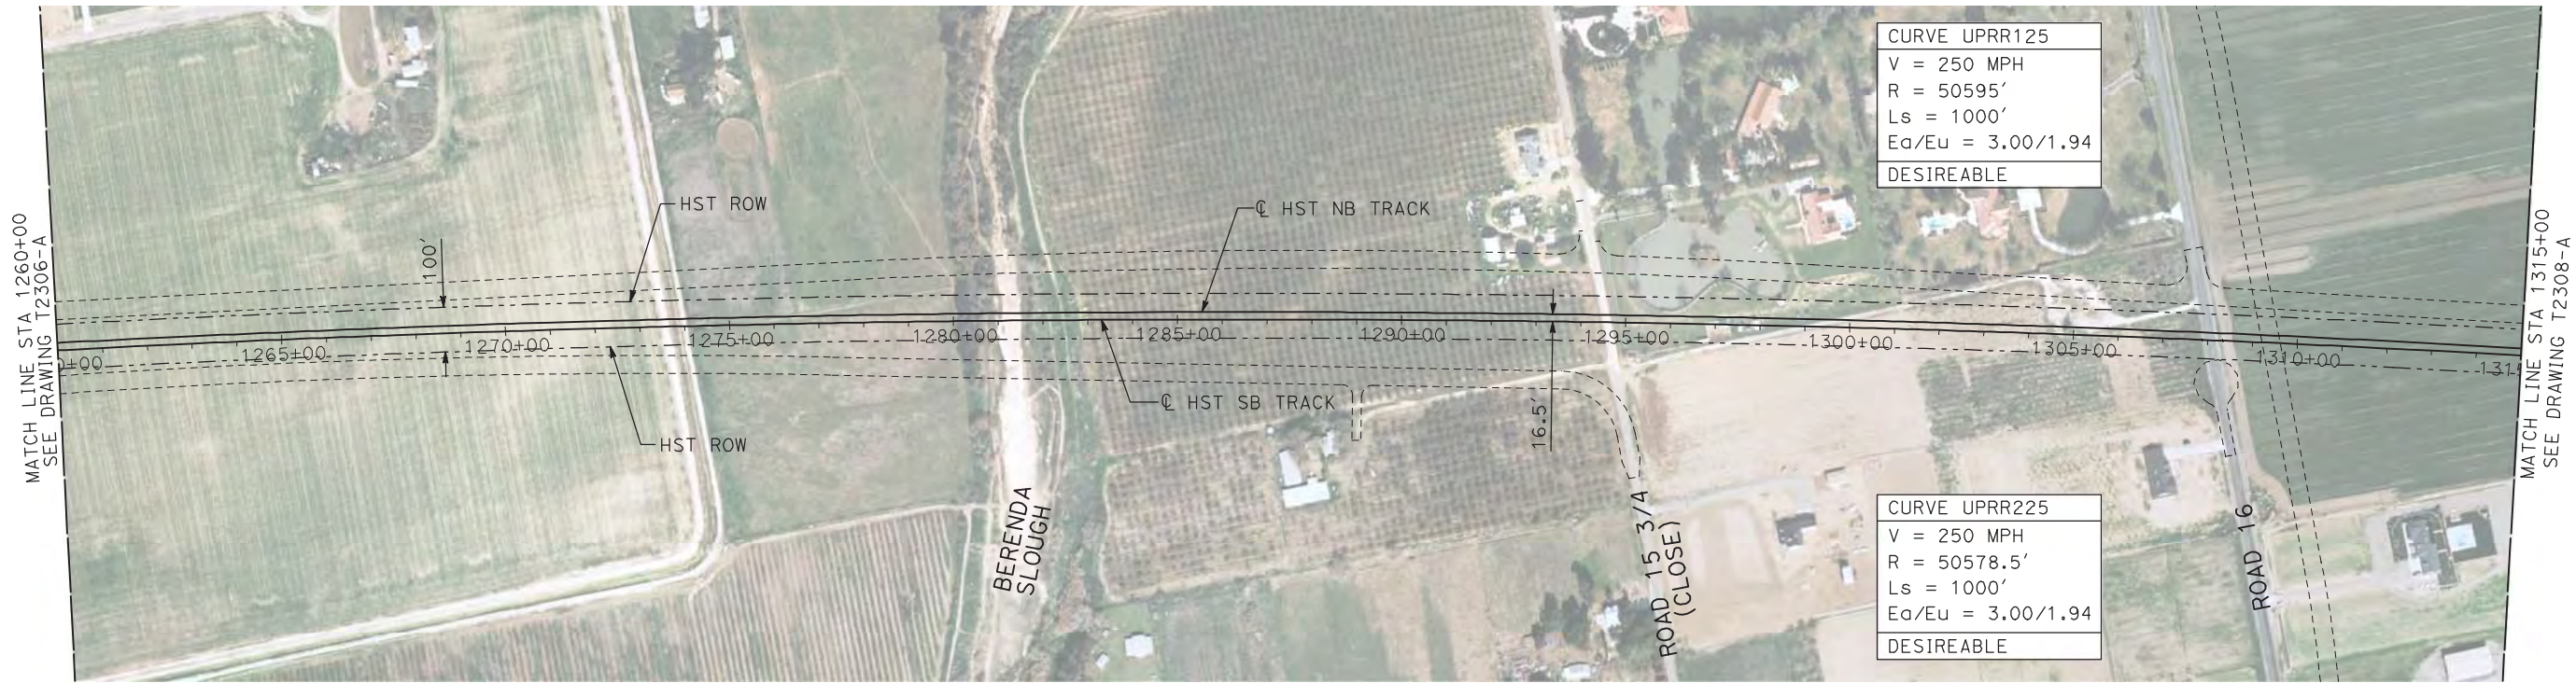 MATCH LINE STA 1260+00
SEE DRAWING T2306-A
CURVE UPRR125
V = 250 MPH
R = 50595'
Ls = 1000'
Ea/Eu = 3.00/1.94
DESIREABLE
HST ROW
℄ HST NB TRACK
100'
0+00
1265+00
1270+00
1275+00
1280+00
1285+00
1290+00
1295+00
1300+00
1305+00
1310+00
131
℄ HST SB TRACK
16.5'
HST ROW
BERENDA
SLOUGH
ROAD 15 3/4
(CLOSE)
ROAD 16
CURVE UPRR225
V = 250 MPH
R = 50578.5'
Ls = 1000'
Ea/Eu = 3.00/1.94
DESIREABLE
MATCH LINE STA 1315+00
SEE DRAWING T2308-A